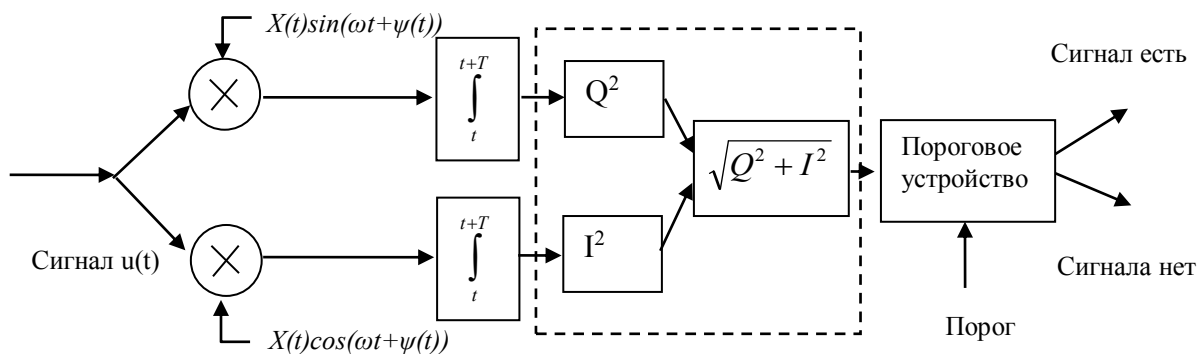 X(t)sin(ωt+ψ(t))
t+T
∫
t
Q²
√Q² + I²
Пороговое
устройство
Сигнал есть
Сигнал u(t)
t+T
∫
t
I²
Сигнала нет
X(t)cos(ωt+ψ(t))
Порог